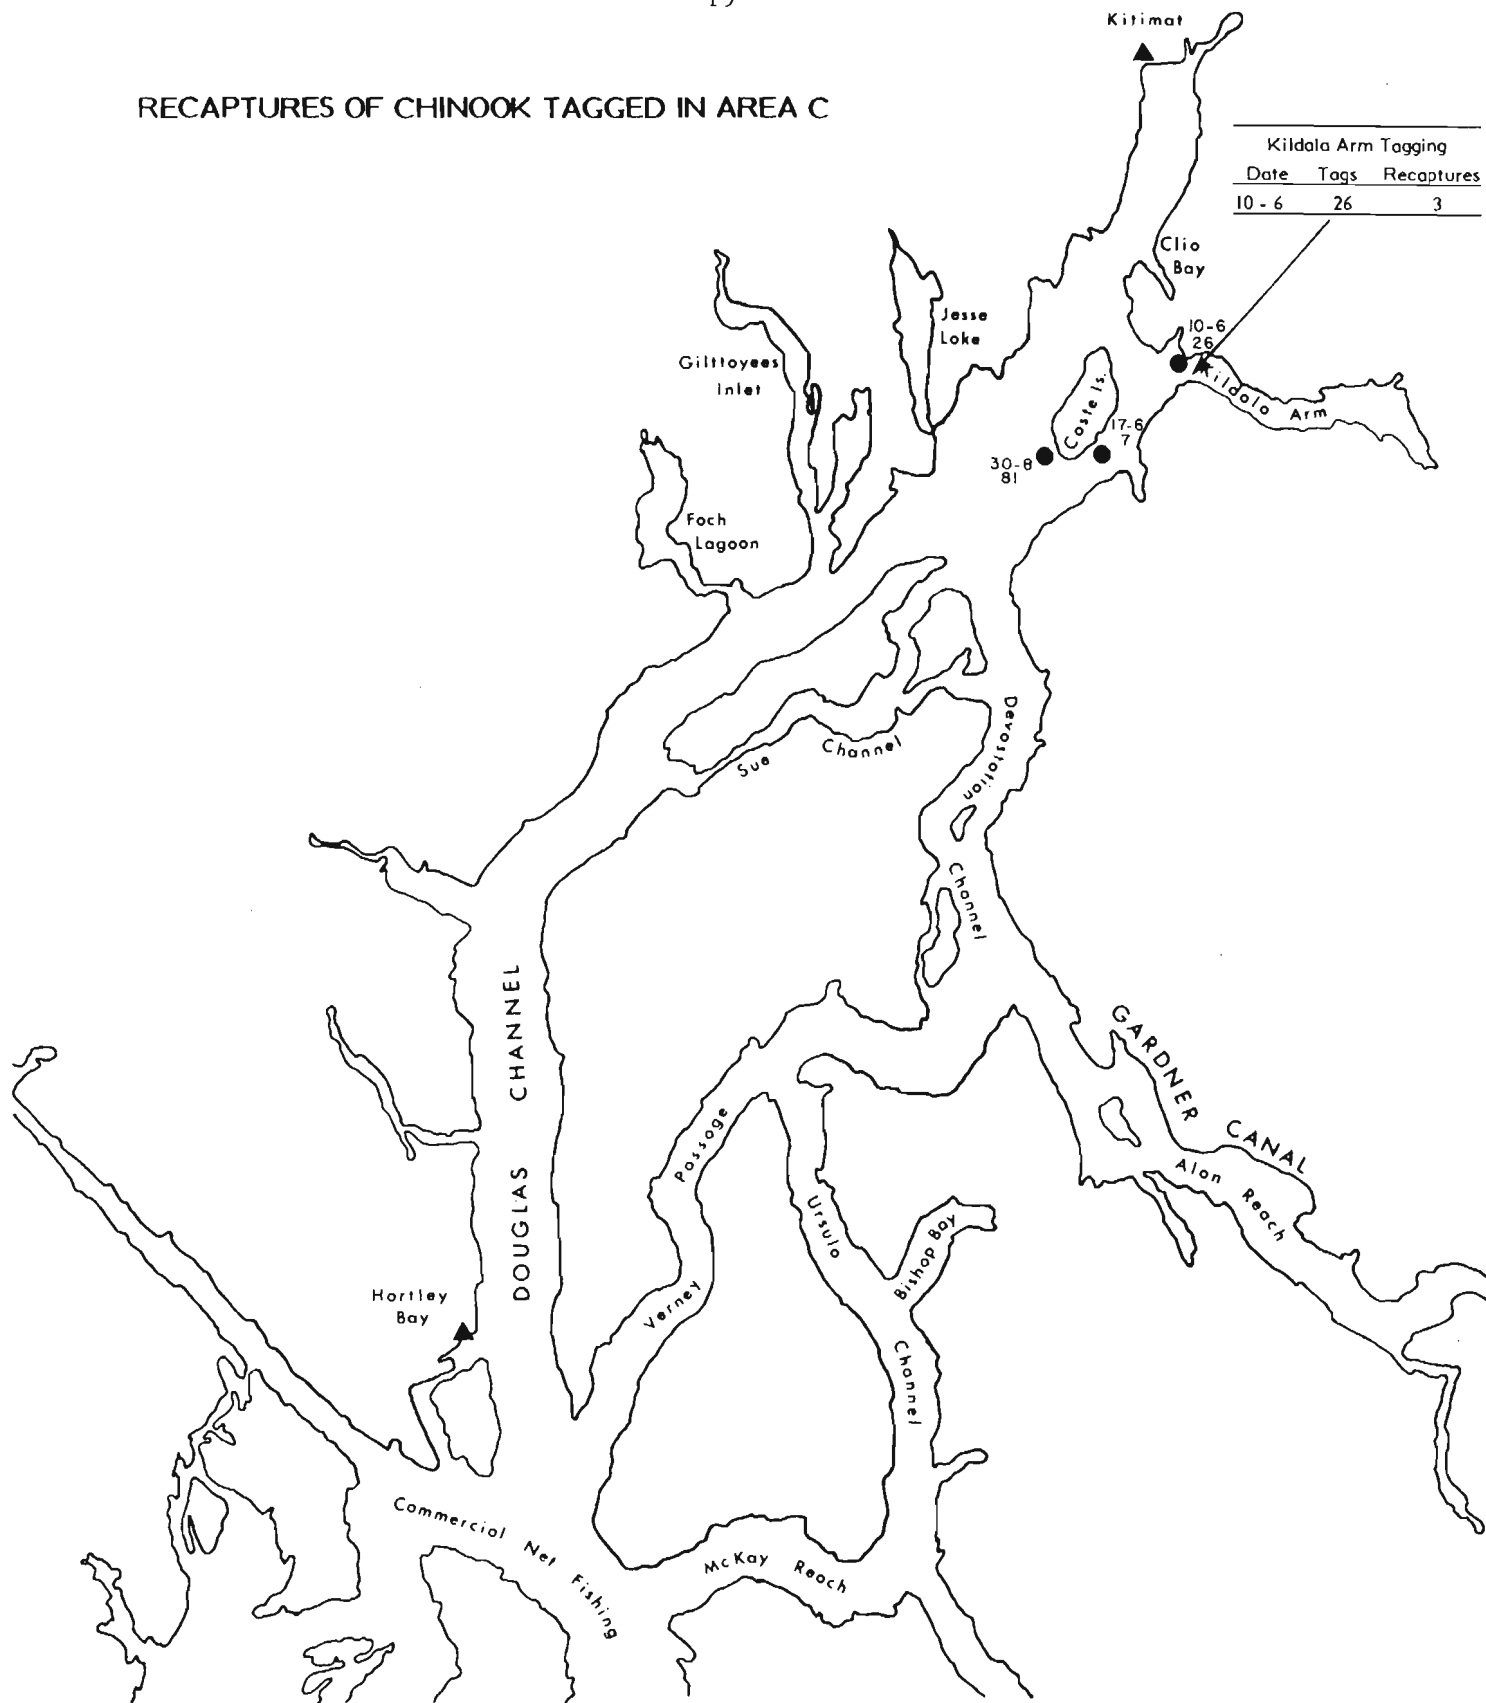 Kitimat
RECAPTURES OF CHINOOK TAGGED IN AREA C
Kildala Arm Tagging
Date Tags Recaptures
10 - 6 26 3
Clio
Bay
Jesse
Lake
10-6
26
Gilttoyees
Inlet
Kildala Arm
Coste Is.
17-6
7
30-8
81
Foch
Lagoon
Devastation
Channel
Sue Channel
GARDNER CANAL
DOUGLAS CHANNEL
Verney Passage
Alan Reach
Ursula
Channel
Bishop Bay
Hartley
Bay
Commercial Net Fishing
McKay Reach